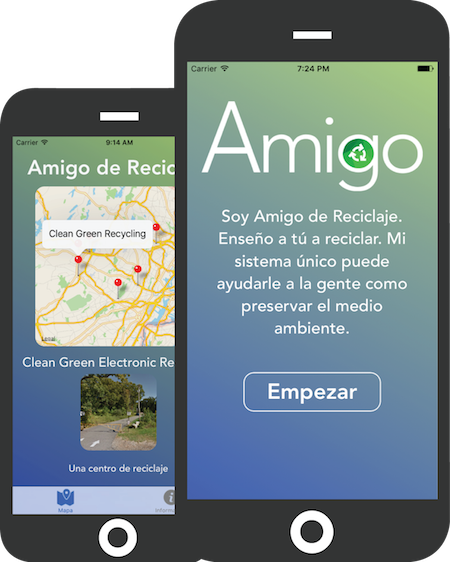 Carrier
7:24 PM
Amigo
Soy Amigo de Reciclaje.
Enseño a tú a reciclar. Mi
sistema único puede
ayudarle a la gente como
preservar el medio
ambiente.
Empezar
Carrier
9:14 AM
Amigo de Recic
Clean Green Recycling
Legal
Clean Green Electronic Re
Una centro de reciclaje
Mapa
Informa